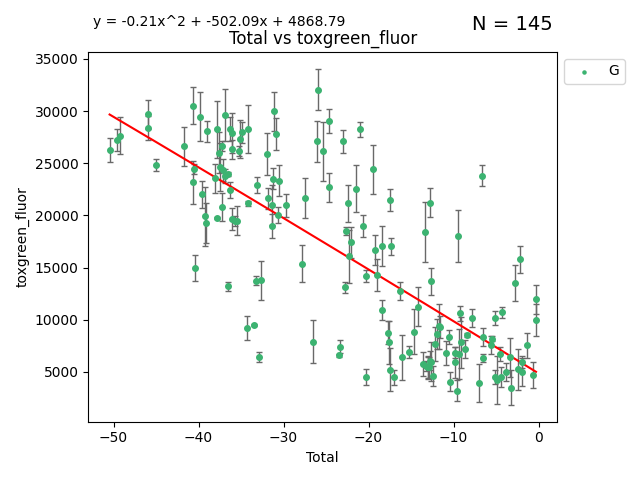 y = -0.21x^2 + -502.09x + 4868.79
N = 145
Total vs toxgreen_fluor
G
35000
30000
25000
20000
15000
10000
5000
toxgreen_fluor
−50
−40
−30
−20
−10
0
Total